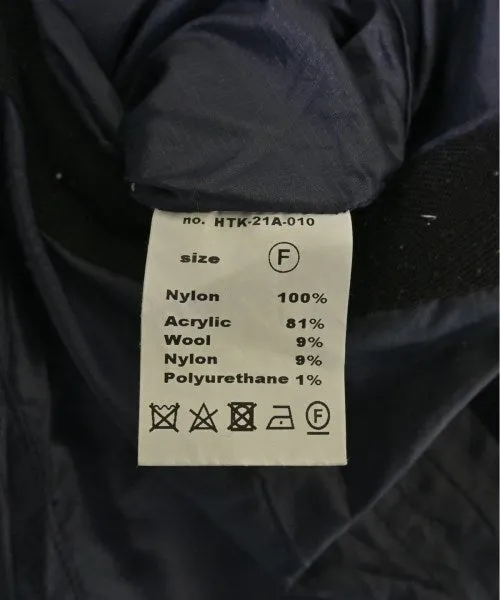 no. HTK-21A-010
size F
Nylon 100%
Acrylic 81%
Wool 9%
Nylon 9%
Polyurethane 1%
F